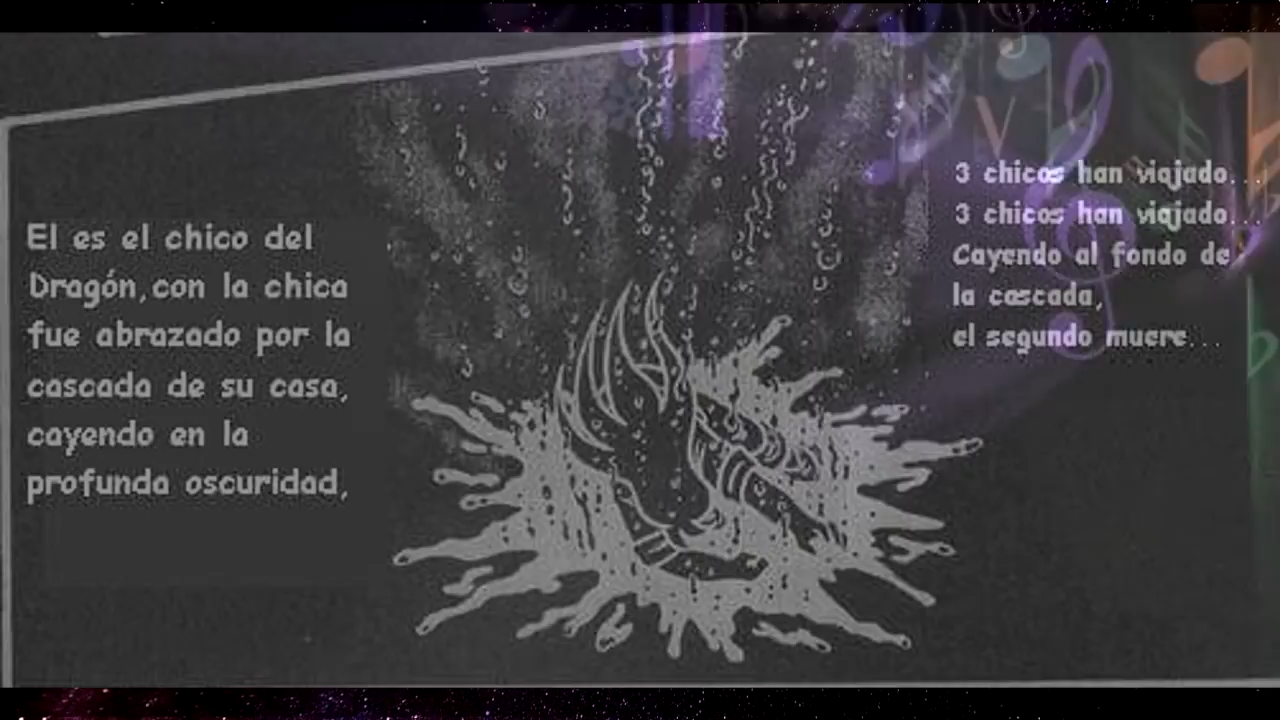 El es el chico del
Dragón,con la chica
fue abrazado por la
cascada de su casa,
cayendo en la
profunda oscuridad,
3 chicos han viajado...
3 chicos han viajado...
Cayendo al fondo de
la cascada,
el segundo muere...